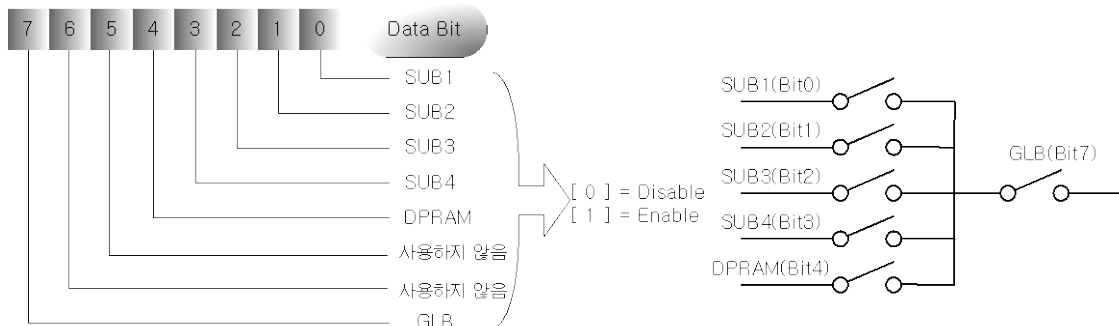 7 6 5 4 3 2 1 0 Data Bit
SUB1
SUB2
SUB3
SUB4
DPRAM
사용하지 않음
사용하지 않음
GLB
[ 0 ] = Disable
[ 1 ] = Enable
SUB1(Bit0)
SUB2(Bit1)
SUB3(Bit2)
SUB4(Bit3)
DPRAM(Bit4)
GLB(Bit7)